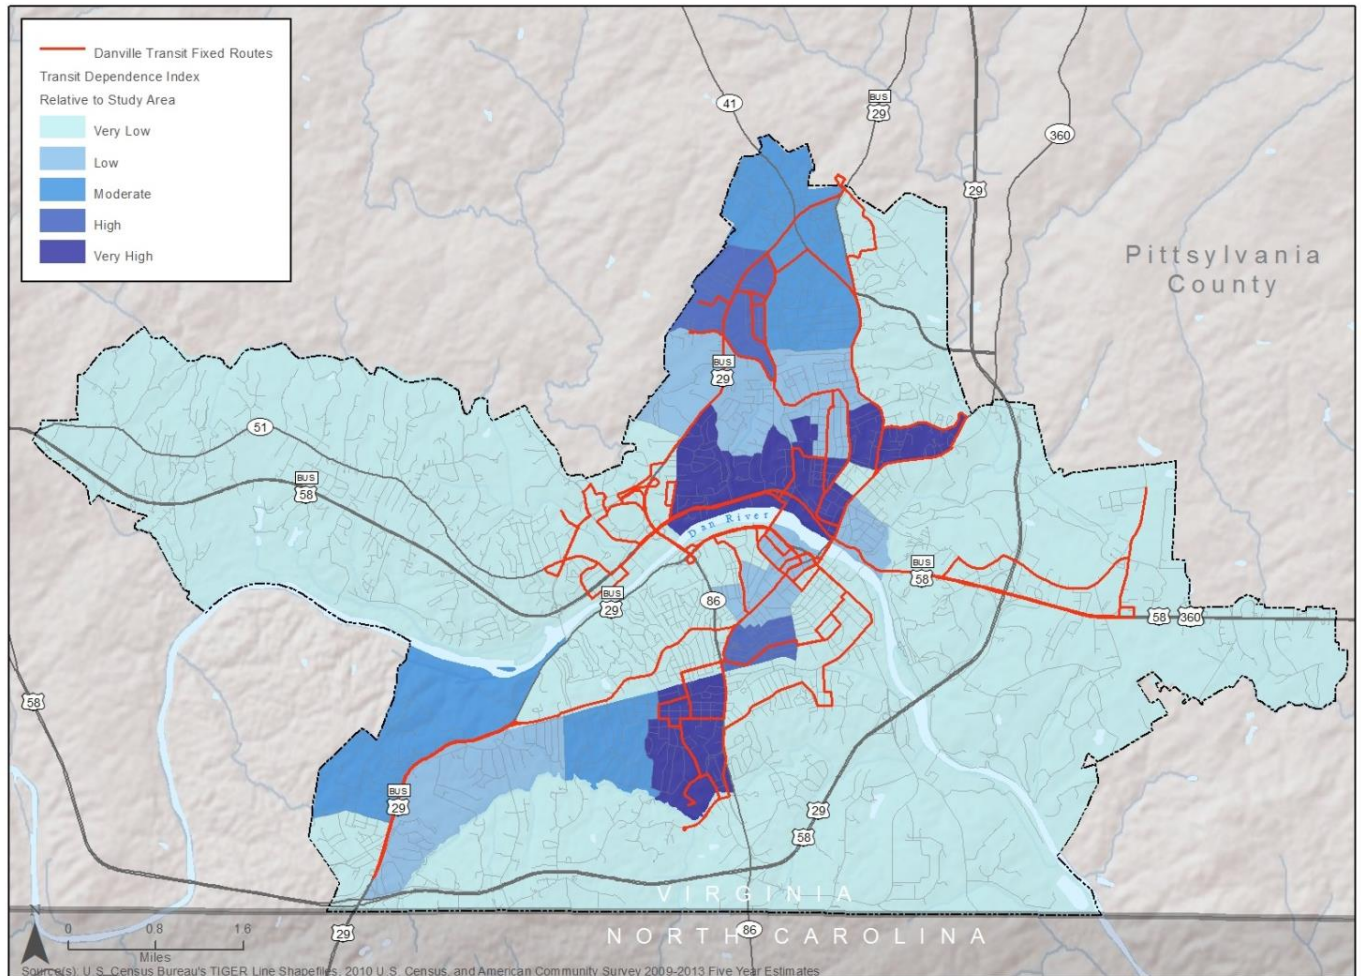 Danville Transit Fixed Routes
Transit Dependence Index
Relative to Study Area
Very Low
Low
Moderate
High
Very High
41
BUS
29
360
29
Pittsylvania
County
BUS
29
51
BUS
58
Dan River
BUS
58
BUS
29
86
58 360
58
BUS
29
29
58
VIRGINIA
NORTH CAROLINA
29
86
N
0 0.8 1.6
Miles
Source(s): U.S. Census Bureau's TIGER Line Shapefiles, 2010 U.S. Census, and American Community Survey 2009-2013 Five Year Estimates